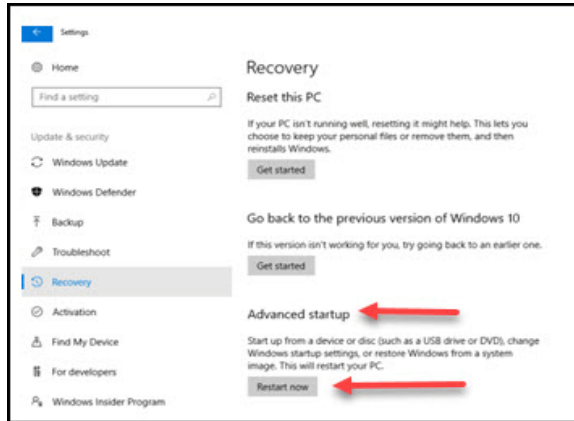 Settings
Home
Find a setting
Update & security
Windows Update
Windows Defender
Backup
Troubleshoot
Recovery
Activation
Find My Device
For developers
Windows Insider Program
Recovery
Reset this PC
If your PC isn't running well, resetting it might help. This lets you
choose to keep your personal files or remove them, and then
reinstalls Windows.
Get started
Go back to the previous version of Windows 10
If this version isn't working for you, try going back to an earlier one.
Get started
Advanced startup
Start up from a device or disc (such as a USB drive or DVD), change
Windows startup settings, or restore Windows from a system
image. This will restart your PC.
Restart now